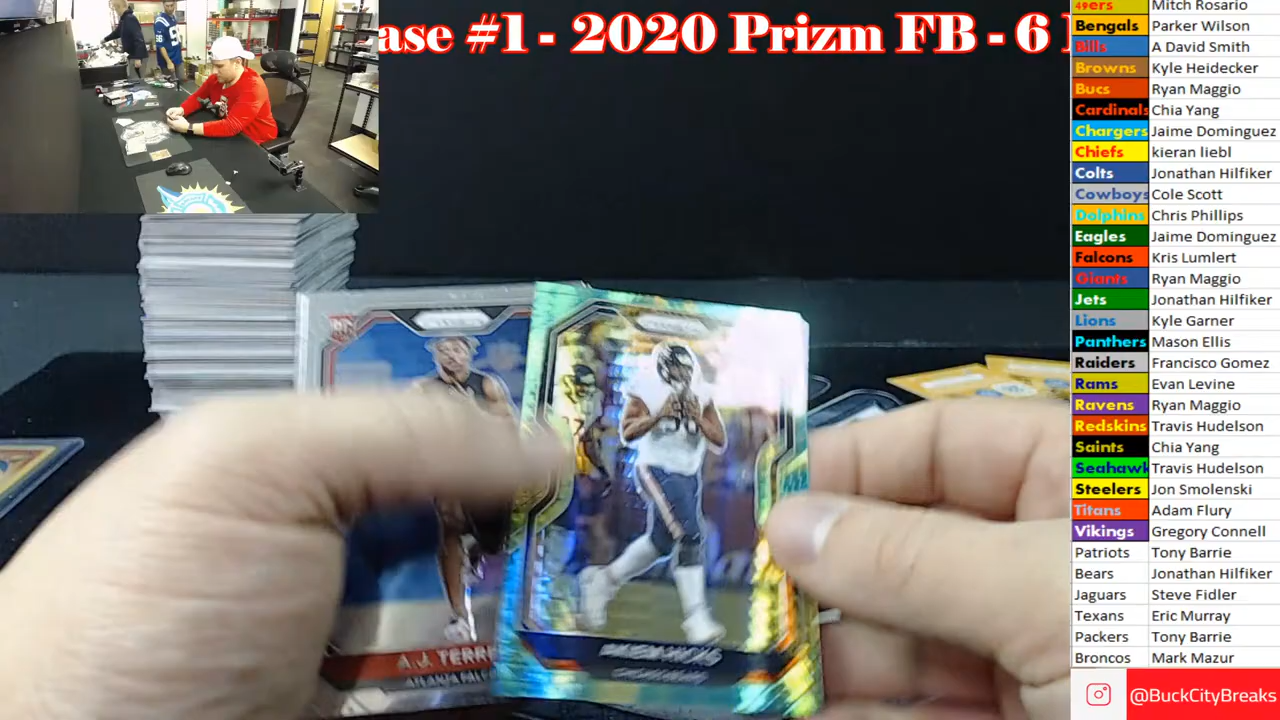 ase #1 - 2020 Prizm FB - 6
49ers Mitch Rosario
Bengals Parker Wilson
Bills A David Smith
Browns Kyle Heidecker
Bucs Ryan Maggio
Cardinals Chia Yang
Chargers Jaime Dominguez
Chiefs kieran liebl
Colts Jonathan Hilfiker
Cowboys Cole Scott
Dolphins Chris Phillips
Eagles Jaime Dominguez
Falcons Kris Lumlert
Giants Ryan Maggio
Jets Jonathan Hilfiker
Lions Kyle Garner
Panthers Mason Ellis
Raiders Francisco Gomez
Rams Evan Levine
Ravens Ryan Maggio
Redskins Travis Hudelson
Saints Chia Yang
Seahawk Travis Hudelson
Steelers Jon Smolenski
Titans Adam Flury
Vikings Gregory Connell
Patriots Tony Barrie
Bears Jonathan Hilfiker
Jaguars Steve Fidler
Texans Eric Murray
Packers Tony Barrie
Broncos Mark Mazur
@BuckCityBreaks
A.J. TERRE